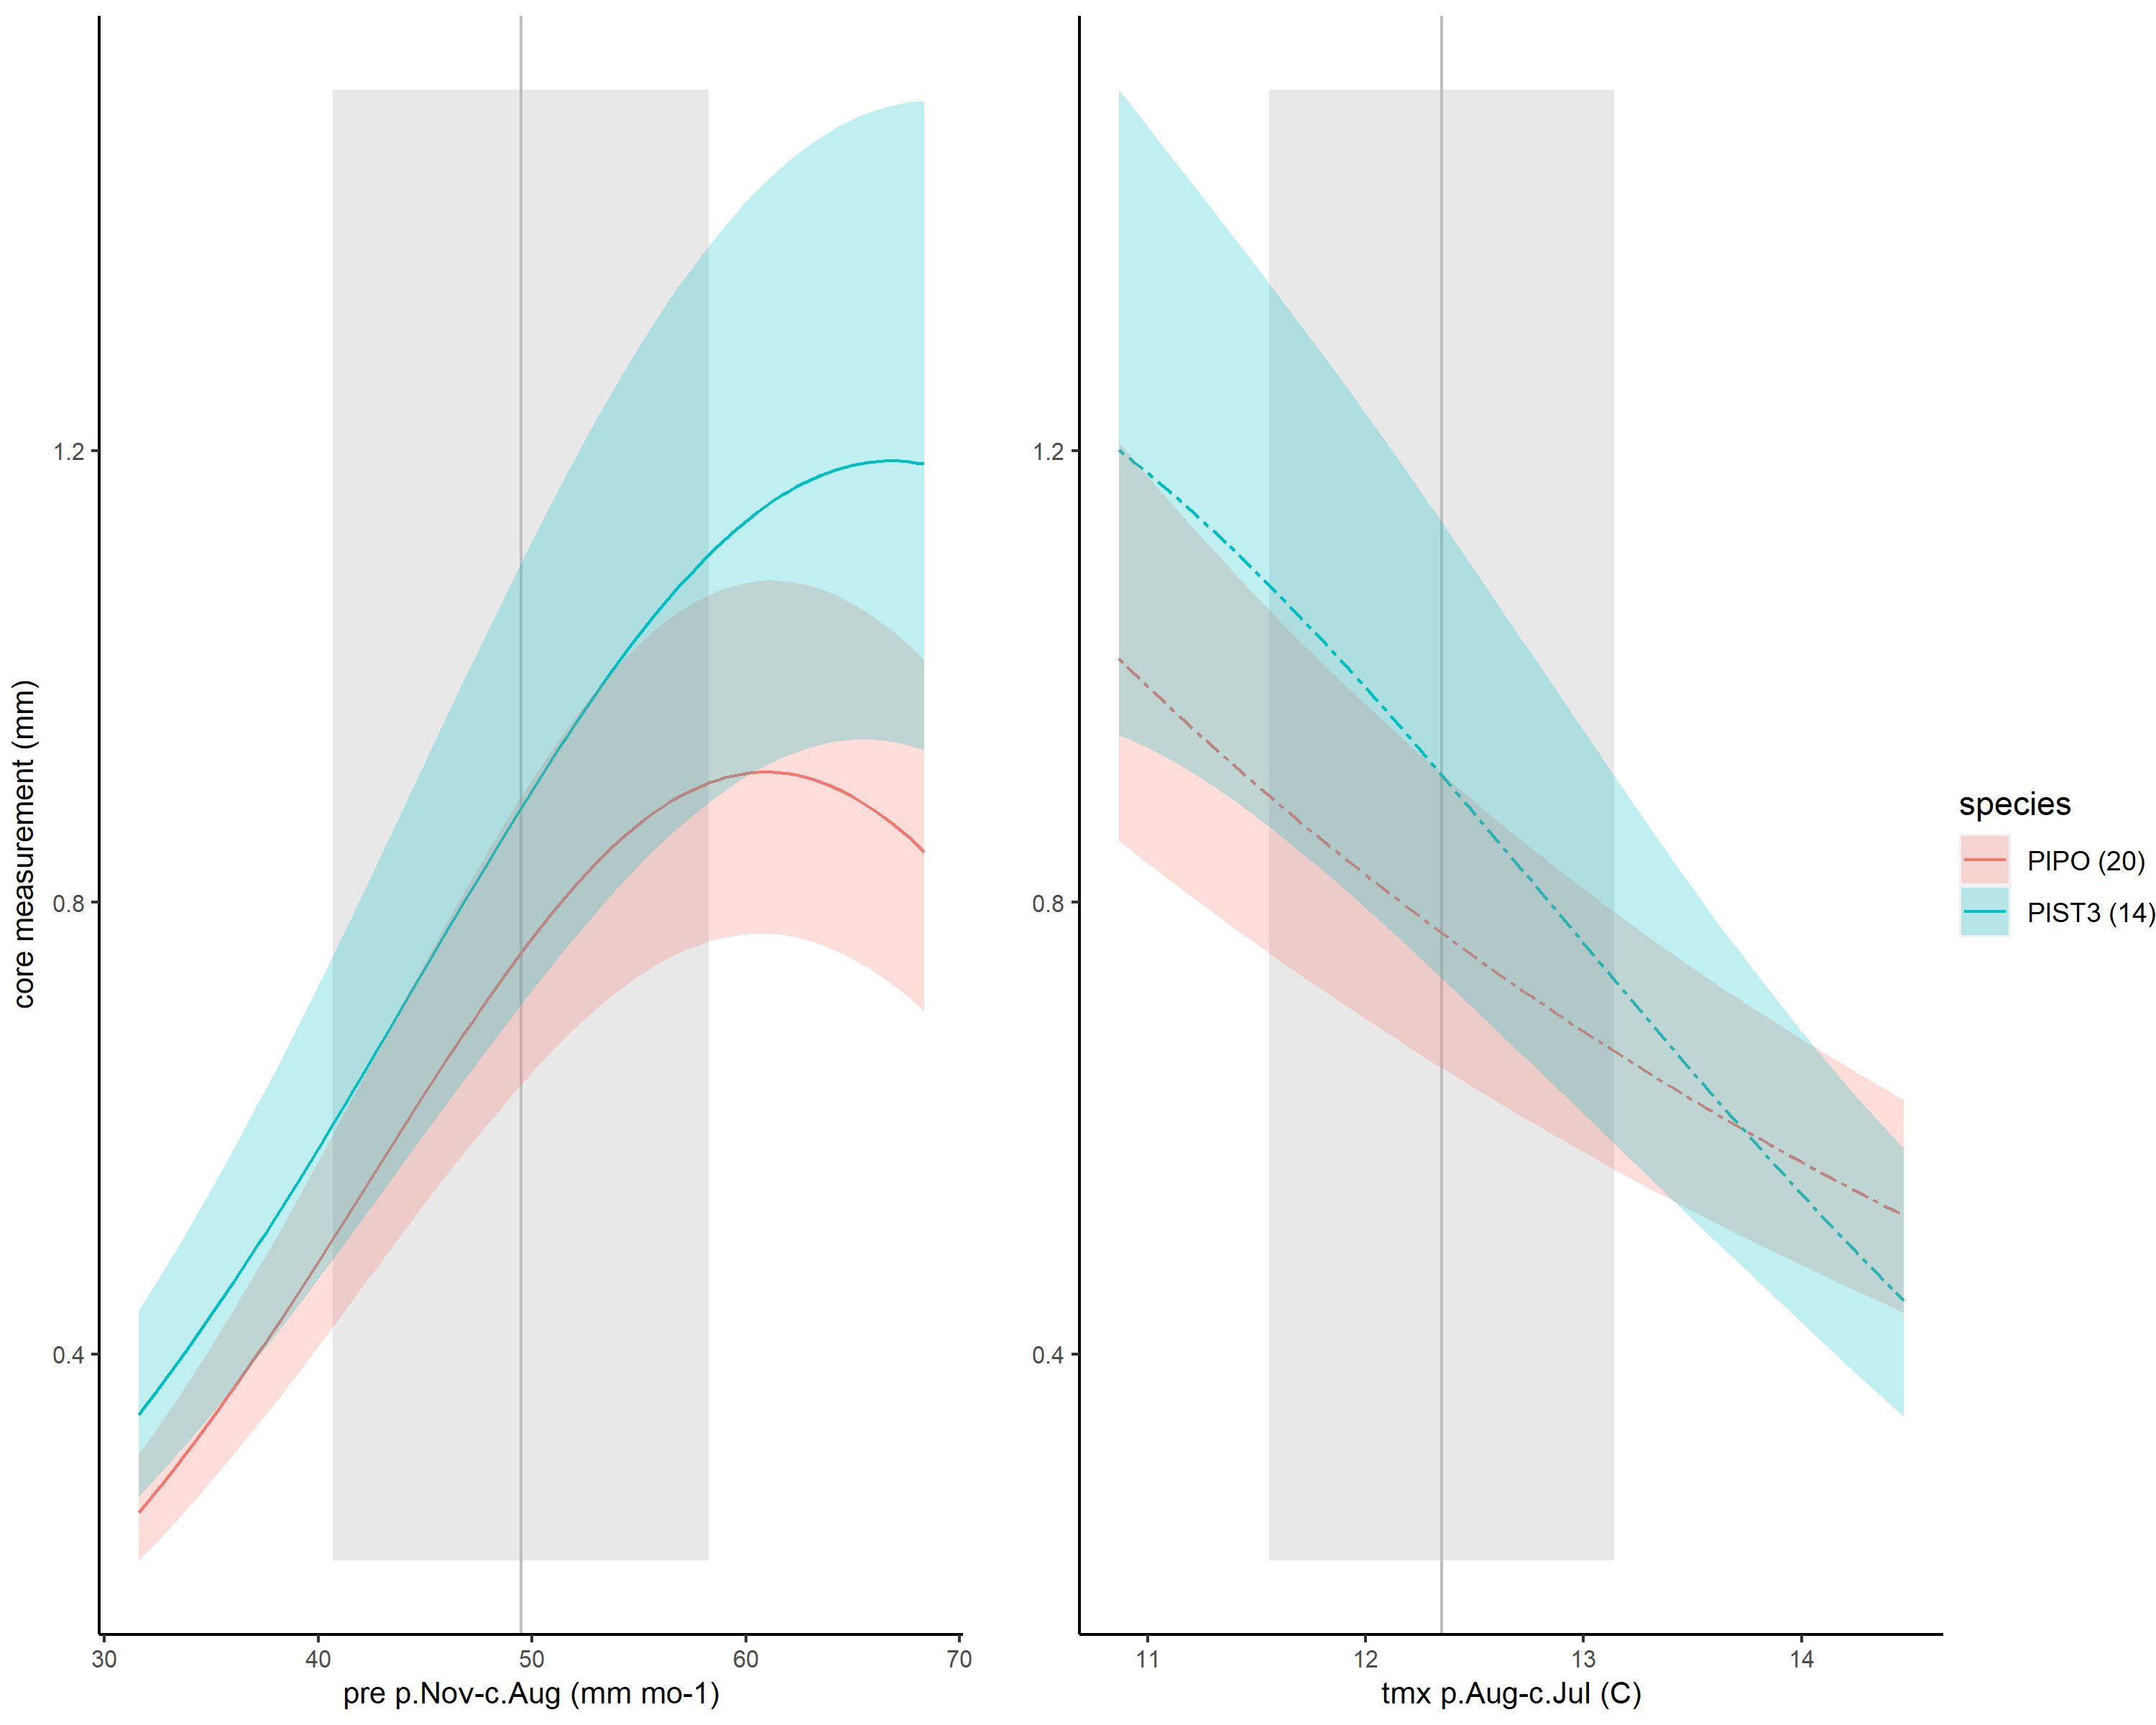 core measurement (mm)
1.2
0.8
0.4
30 40 50 60 70
pre p.Nov-c.Aug (mm mo-1)
1.2
0.8
0.4
11 12 13 14
tmx p.Aug-c.Jul (C)
species
PIPO (20)
PIST3 (14)